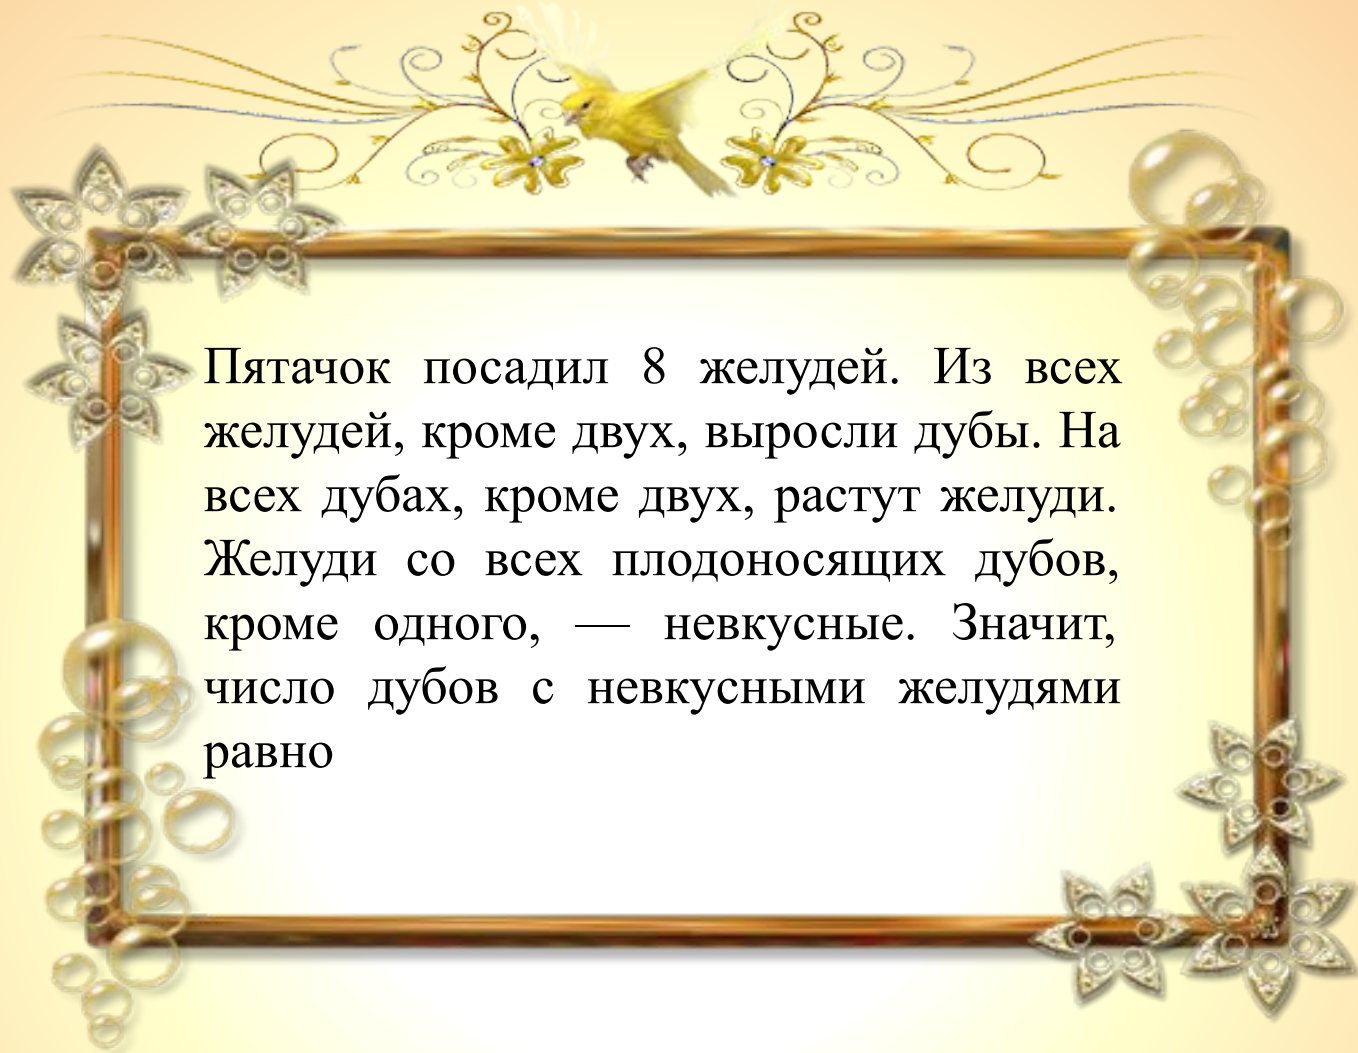 Пятачок посадил 8 желудей. Из всех
желудей, кроме двух, выросли дубы. На
всех дубах, кроме двух, растут желуди.
Желуди со всех плодоносящих дубов,
кроме одного, — невкусные. Значит,
число дубов с невкусными желудями
равно